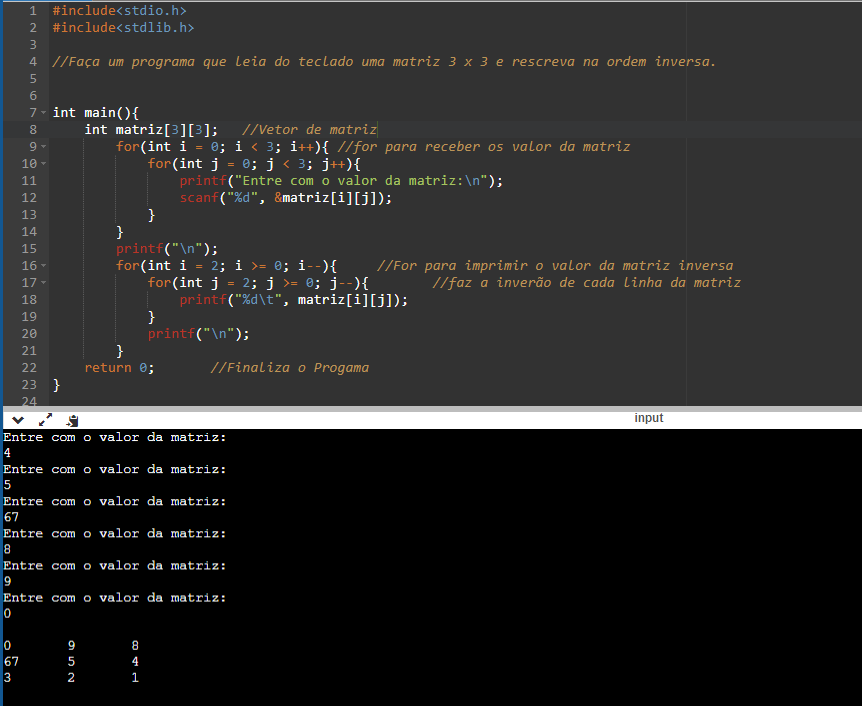 1 #include<stdio.h>
2 #include<stdlib.h>
3
4 //Faça um programa que leia do teclado uma matriz 3 x 3 e rescreva na ordem inversa.
5
6
7 int main(){
8 int matriz[3][3]; //Vetor de matriz
9 for(int i = 0; i < 3; i++){ //for para receber os valor da matriz
10 for(int j = 0; j < 3; j++){
11 printf("Entre com o valor da matriz:\n");
12 scanf("%d", &matriz[i][j]);
13 }
14 }
15 printf("\n");
16 for(int i = 2; i >= 0; i--){ //For para imprimir o valor da matriz inversa
17 for(int j = 2; j >= 0; j--){ //faz a inverão de cada linha da matriz
18 printf("%d\t", matriz[i][j]);
19 }
20 printf("\n");
21 }
22 return 0; //Finaliza o Progama
23 }
24
input
Entre com o valor da matriz:
4
Entre com o valor da matriz:
5
Entre com o valor da matriz:
67
Entre com o valor da matriz:
8
Entre com o valor da matriz:
9
Entre com o valor da matriz:
0
0 9 8
67 5 4
3 2 1